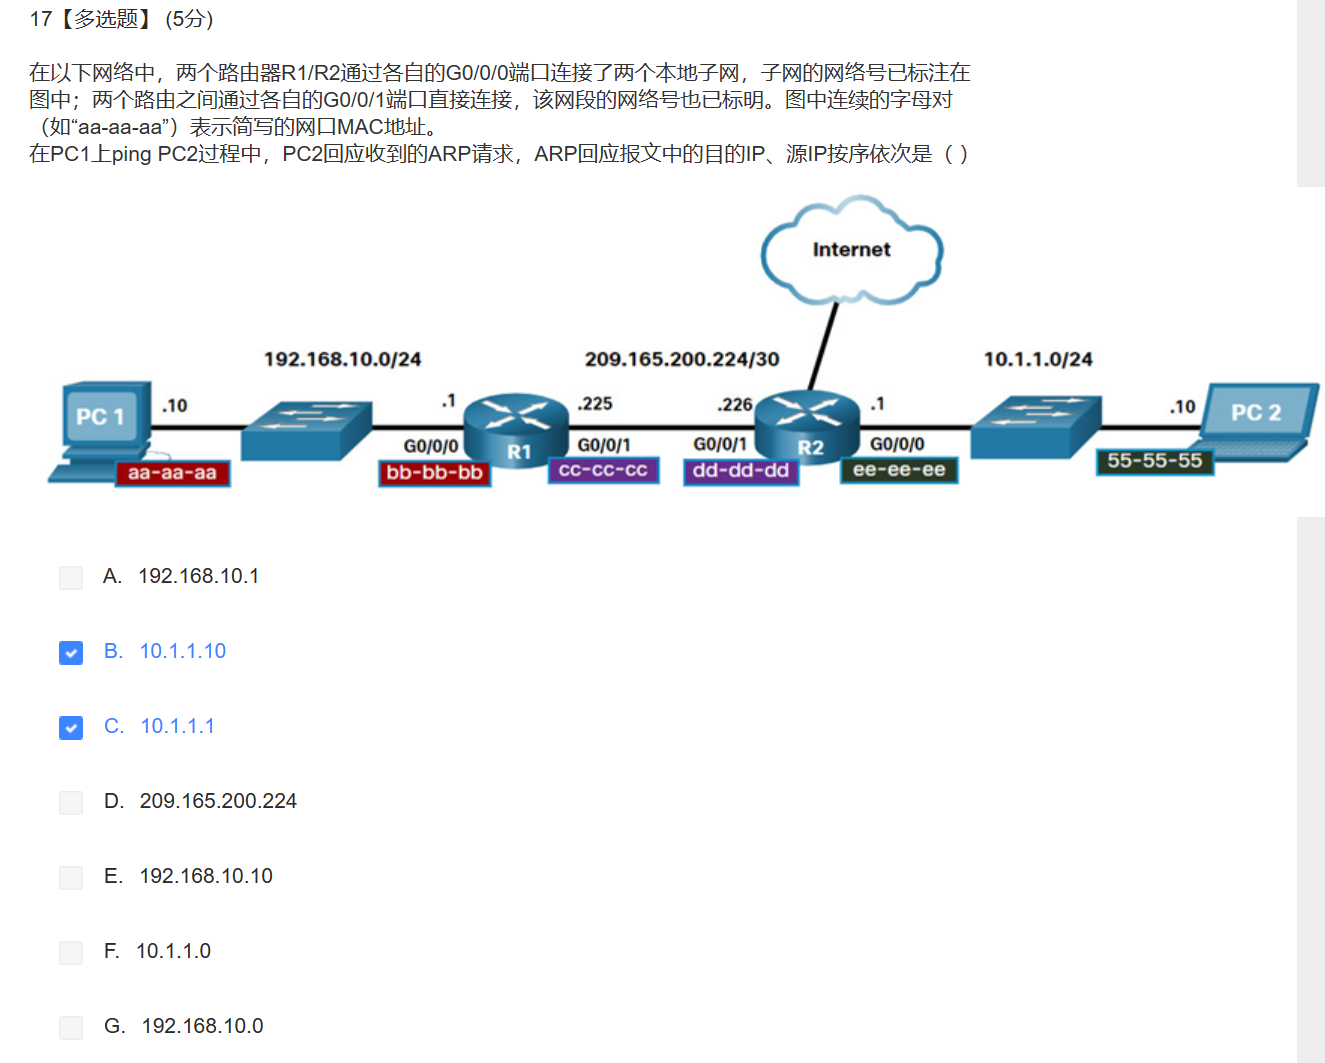 17【多选题】 (5分)
在以下网络中，两个路由器R1/R2通过各自的G0/0/0端口连接了两个本地子网，子网的网络号已标注在
图中；两个路由之间通过各自的G0/0/1端口直接连接，该网段的网络号也已标明。图中连续的字母对
（如“aa-aa-aa”）表示简写的网口MAC地址。
在PC1上ping PC2过程中，PC2回应收到的ARP请求，ARP回应报文中的目的IP、源IP按序依次是（ ）
Internet
192.168.10.0/24
209.165.200.224/30
10.1.1.0/24
PC 1
.10
.1
.225
.226
.1
.10
PC 2
G0/0/0
R1
G0/0/1
G0/0/1
R2
G0/0/0
aa-aa-aa
bb-bb-bb
cc-cc-cc
dd-dd-dd
ee-ee-ee
55-55-55
A. 192.168.10.1
B. 10.1.1.10
C. 10.1.1.1
D. 209.165.200.224
E. 192.168.10.10
F. 10.1.1.0
G. 192.168.10.0